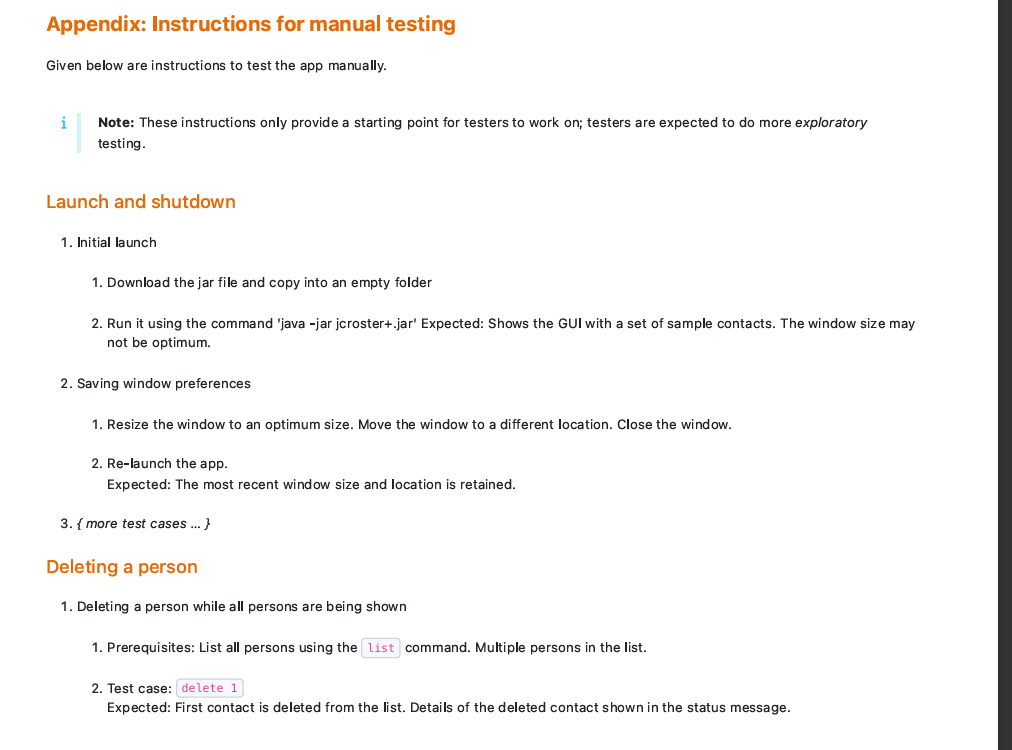 Appendix: Instructions for manual testing
Given below are instructions to test the app manually.
i
Note: These instructions only provide a starting point for testers to work on; testers are expected to do more exploratory
testing.
Launch and shutdown
1. Initial launch
1. Download the jar file and copy into an empty folder
2. Run it using the command 'java -jar jcroster+.jar' Expected: Shows the GUI with a set of sample contacts. The window size may
not be optimum.
2. Saving window preferences
1. Resize the window to an optimum size. Move the window to a different location. Close the window.
2. Re-launch the app.
Expected: The most recent window size and location is retained.
3. { more test cases … }
Deleting a person
1. Deleting a person while all persons are being shown
1. Prerequisites: List all persons using the list command. Multiple persons in the list.
2. Test case: delete 1
Expected: First contact is deleted from the list. Details of the deleted contact shown in the status message.